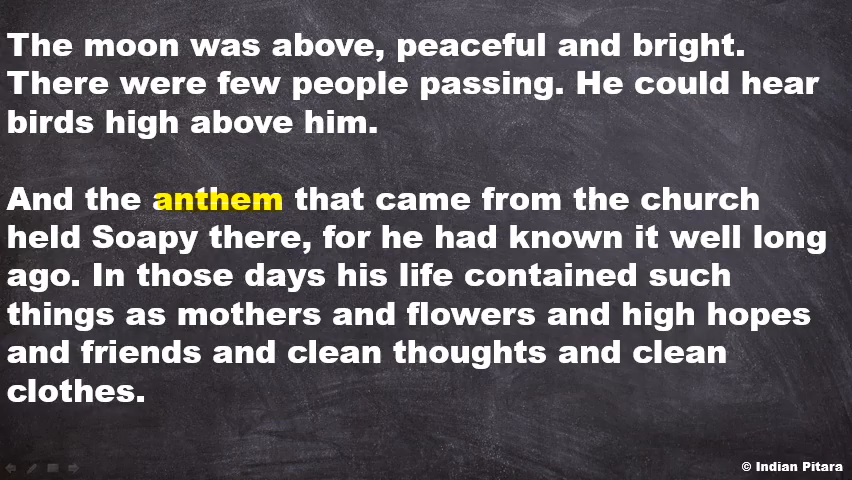 The moon was above, peaceful and bright.
There were few people passing. He could hear
birds high above him.
And the anthem that came from the church
held Soapy there, for he had known it well long
ago. In those days his life contained such
things as mothers and flowers and high hopes
and friends and clean thoughts and clean
clothes.
© Indian Pitara